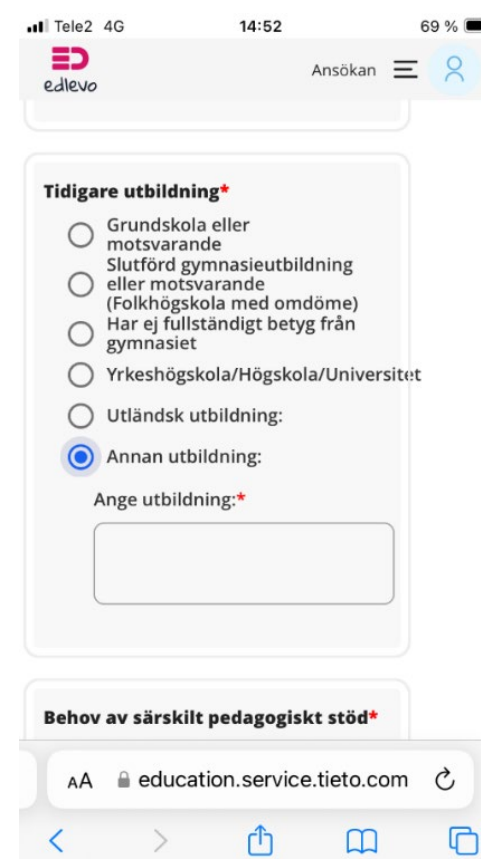 Tele2 4G 14:52 69 %
edlevo Ansökan
Tidigare utbildning*
Grundskola eller
motsvarande
Slutförd gymnasieutbildning
eller motsvarande
(Folkhögskola med omdöme)
Har ej fullständigt betyg från
gymnasiet
Yrkeshögskola/Högskola/Universitet
Utländsk utbildning:
Annan utbildning:
Ange utbildning:*
Behov av särskilt pedagogiskt stöd*
AA education.service.tieto.com